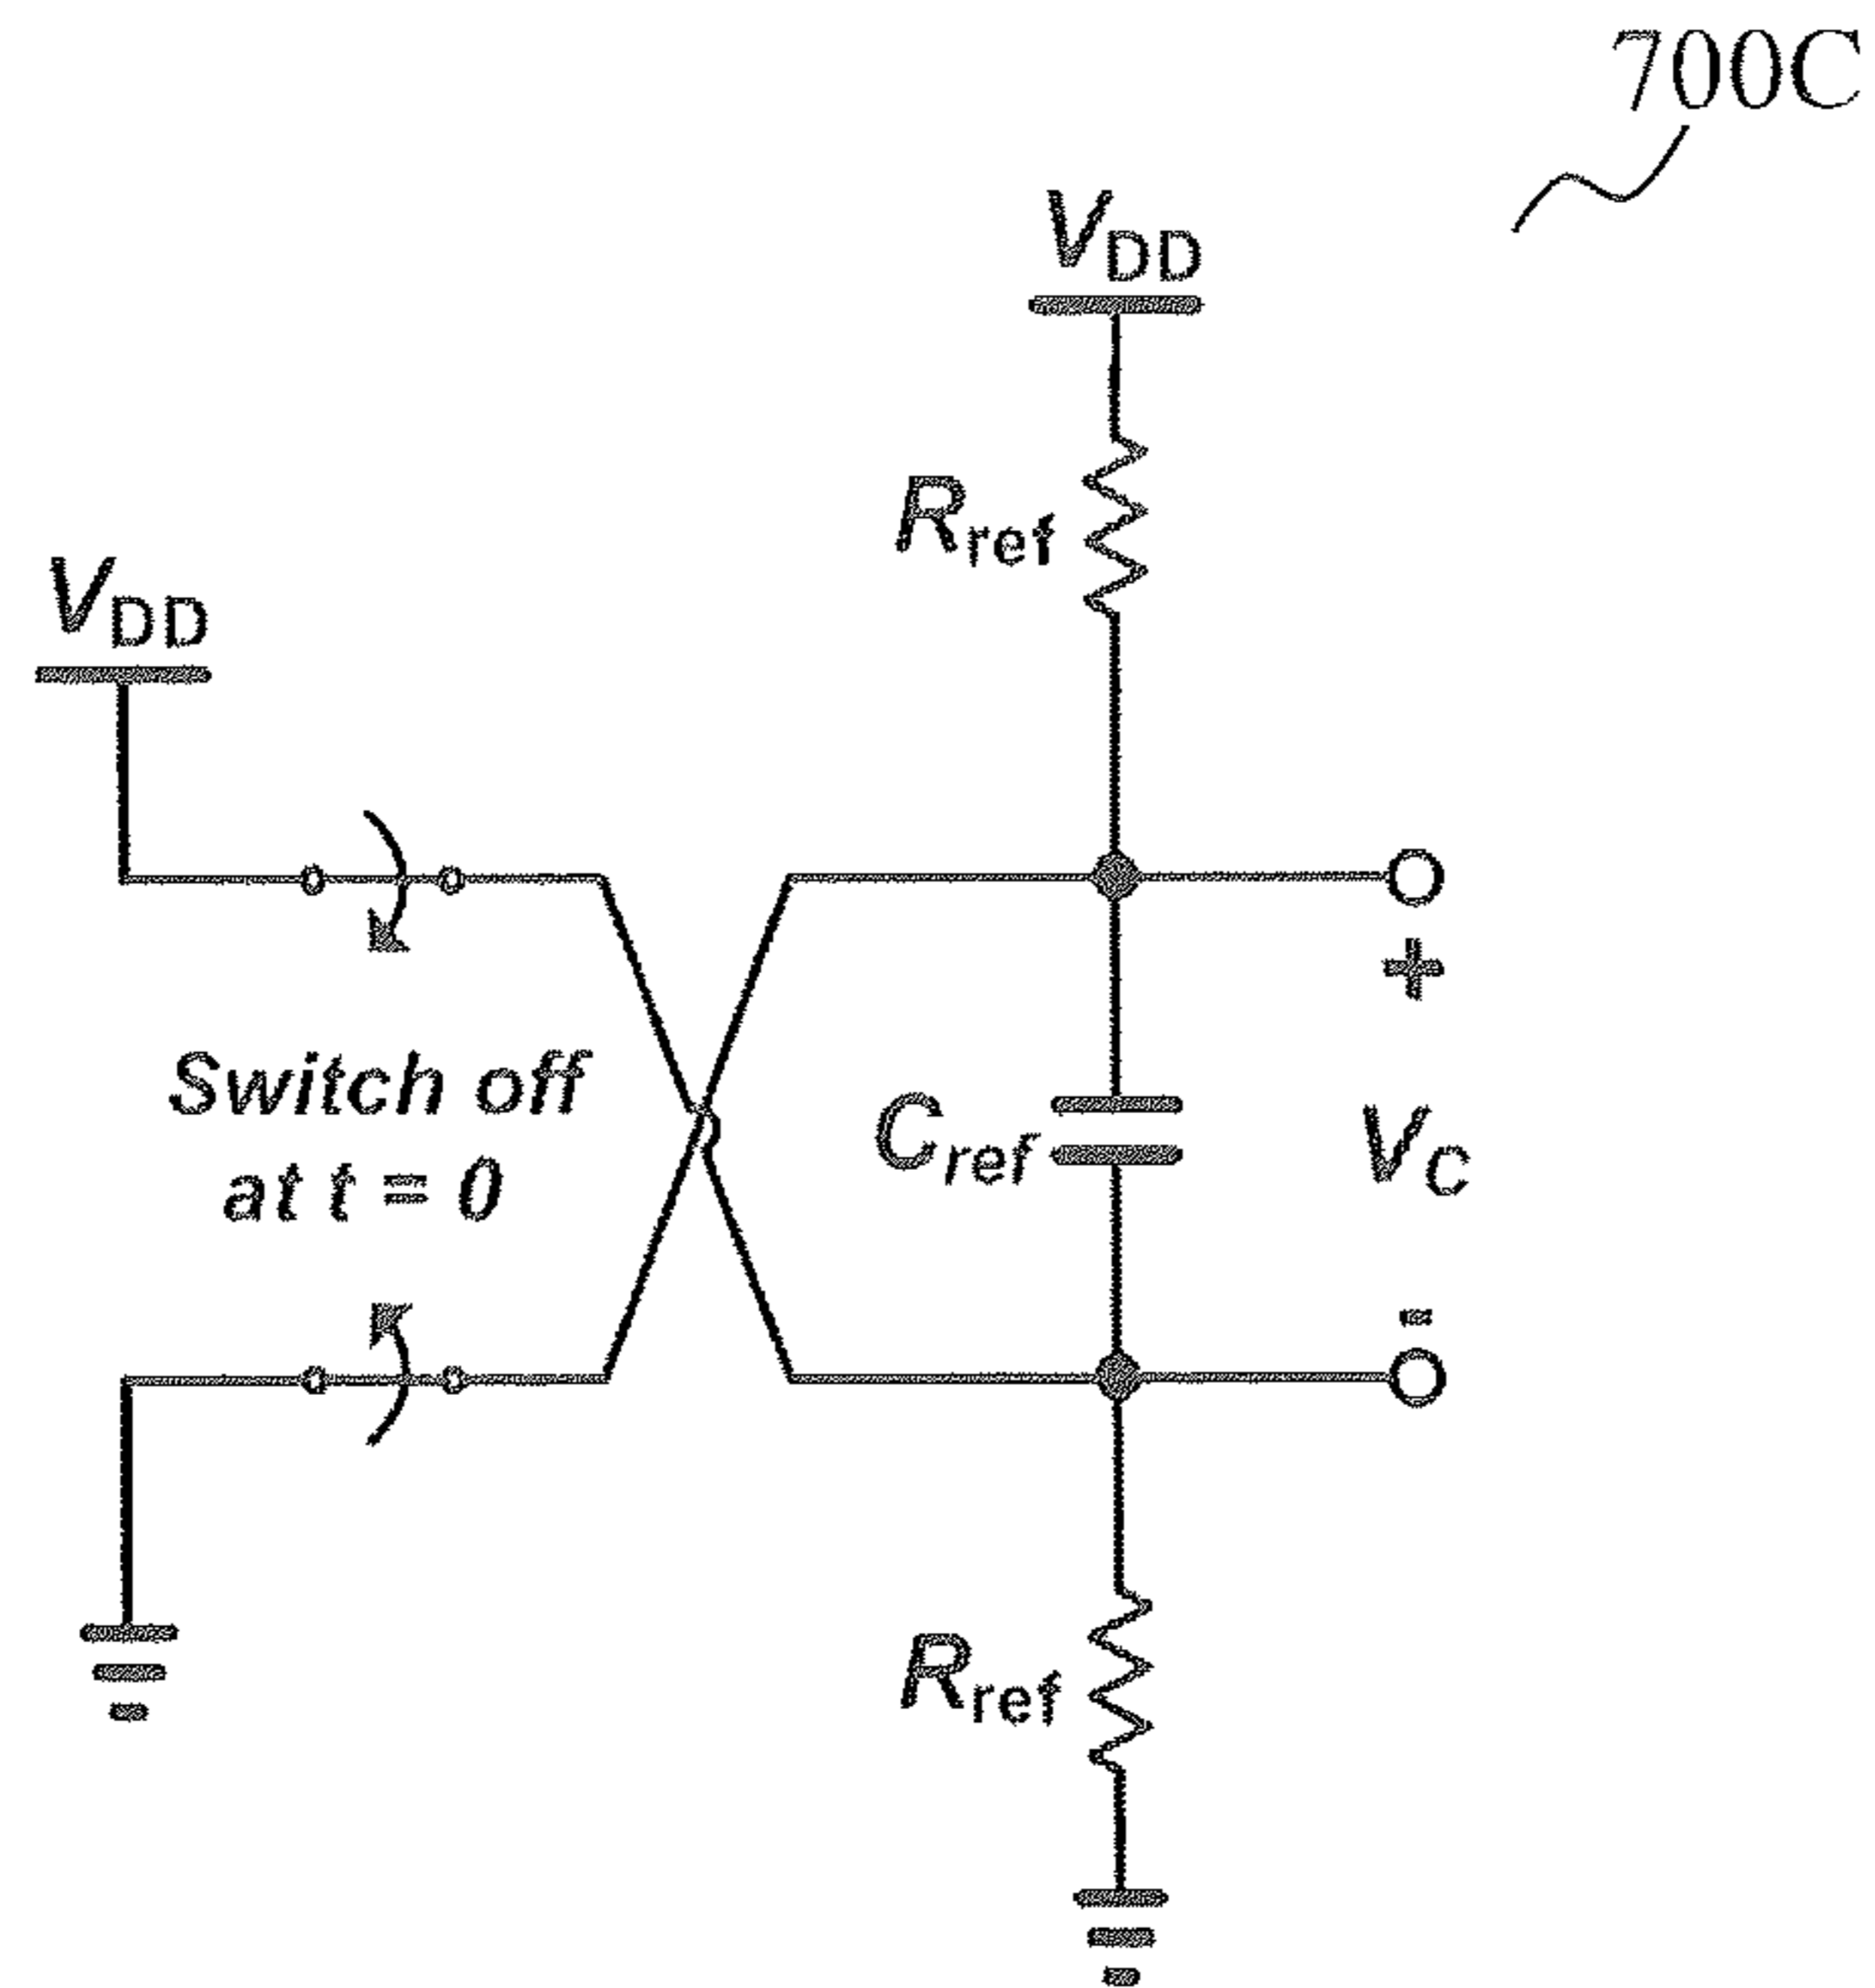 700C
VDD
Rref
VDD
+
Switch off
at t = 0
Cref
VC
-
Rref